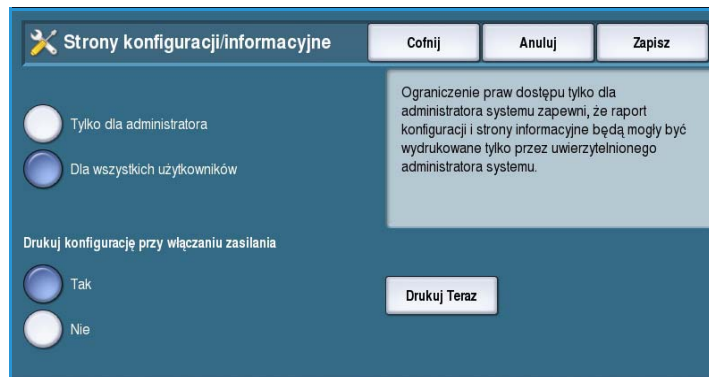 Strony konfiguracji/informacyjne
Cofnij
Anuluj
Zapisz
Tylko dla administratora
Dla wszystkich użytkowników
Ograniczenie praw dostępu tylko dla
administratora systemu zapewni, że raport
konfiguracji i strony informacyjne będą mogły być
wydrukowane tylko przez uwierzytelnionego
administratora systemu.
Drukuj konfigurację przy włączaniu zasilania
Tak
Nie
Drukuj Teraz